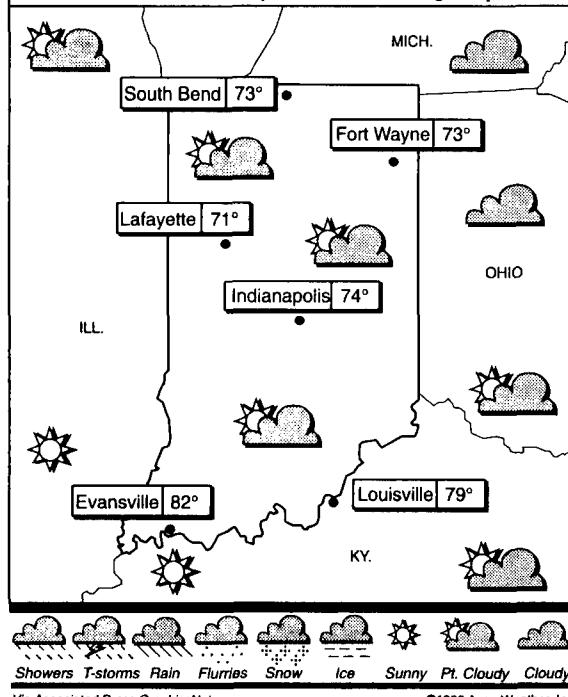 MICH.
South Bend 73°
Fort Wayne 73°
Lafayette 71°
OHIO
Indianapolis 74°
ILL.
Evansville 82°
Louisville 79°
KY.
Showers T-storms Rain Flurries Snow Ice Sunny Pt. Cloudy Cloudy